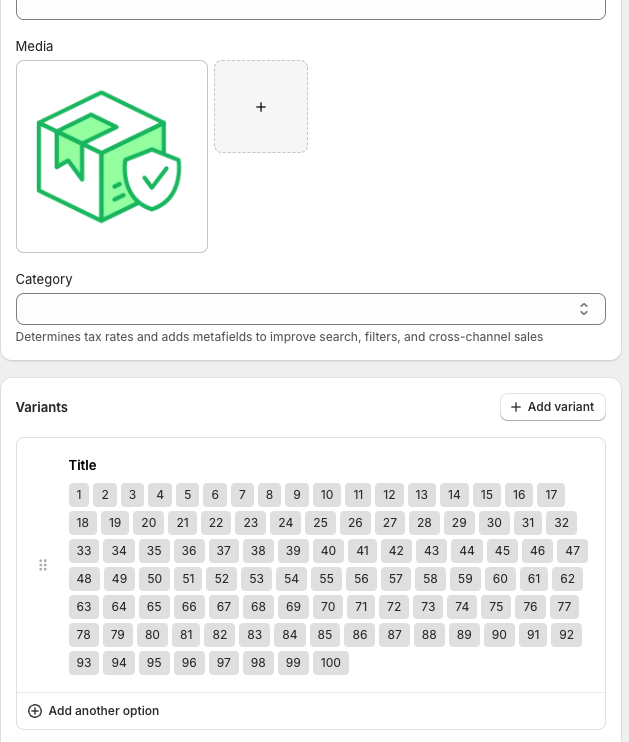 Media
+
Category
Determines tax rates and adds metafields to improve search, filters, and cross-channel sales
Variants
+ Add variant
Title
1 2 3 4 5 6 7 8 9 10 11 12 13 14 15 16 17
18 19 20 21 22 23 24 25 26 27 28 29 30 31 32
33 34 35 36 37 38 39 40 41 42 43 44 45 46 47
48 49 50 51 52 53 54 55 56 57 58 59 60 61 62
63 64 65 66 67 68 69 70 71 72 73 74 75 76 77
78 79 80 81 82 83 84 85 86 87 88 89 90 91 92
93 94 95 96 97 98 99 100
Add another option